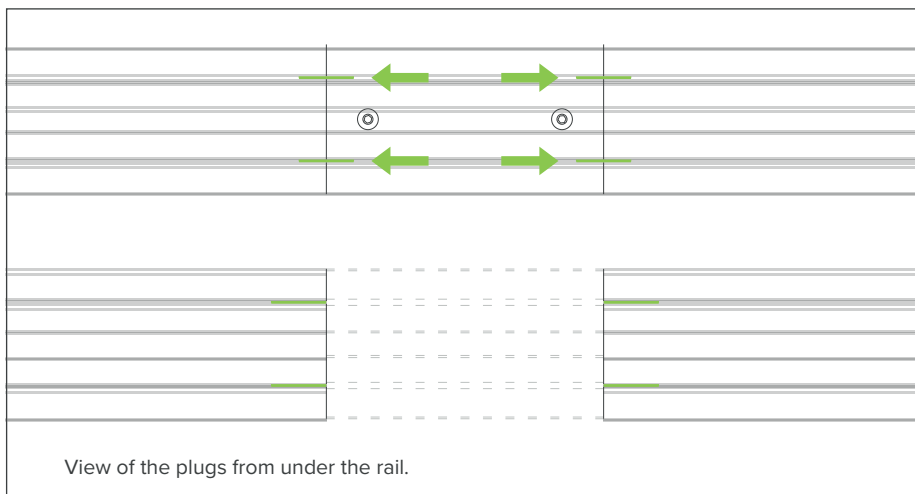 View of the plugs from under the rail.